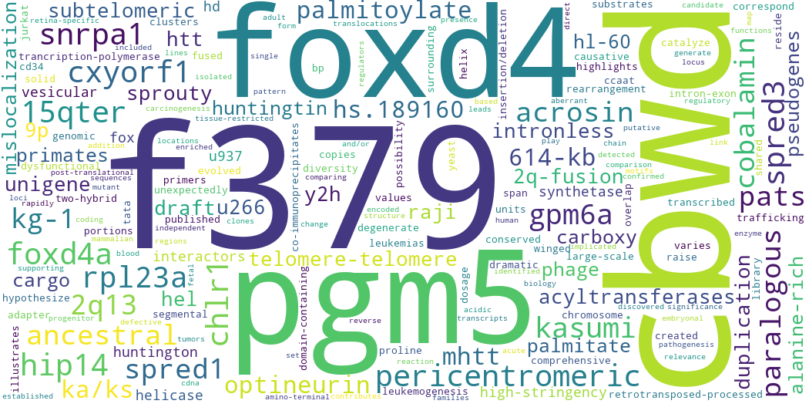 subtelomeric
hd
palmitoylate
foxd4
correspond
substrates
candidate
map
functions
retina-specific
clusters
adult
form
translocations
presence
direct
jurkat
snrpa1
htt
trancription-polymerase
cd34
lines
fused
regulators
surrounding
helix
hl-60
causative
highlights
catalyze
generate
locus
reside
mislocalization
cxyorf1
solid
aberrant
included
single
isolated
bp
insertion/deletion
ccaat
rearrangement
intron-exon
regulatory
vesicular
sprouty
pattern
carcinogenesis
tissue-restricted
based
leads
15qter
huntingtin
hs.189160
acrosin
cbwd
cobalamin
shared
spred3
pseudogenes
9p
genomic
fox
locations
enriched
and/or
intronless
putative
link
primates
addition
u937
f379
copies
yeast
play
chain
motifs
dysfunctional
post-translational
evolved
diversity
possibility
614-kb
detected
comparison
confirmed
unigene
sequences
mutant
primers
comparing
co-immunoprecipitates
y2h
values
2q-fusion
transcribed
pats
two-hybrid
unexpectedly
loci
rapidly
tata
draft
u266
portions
coding
published
clones
raji
span
synthetase
overlap
trafficking
kg-1
mammalian
independent
encoded
structure
degenerate
units
human
gpm6a
varies
raise
enzyme
foxd4a
regions
change
leukemias
conserved
winged
carboxy
implicated
large-scale
supporting
blood
interactors
telomere-telomere
dramatic
reverse
identified
biology
phage
library
cargo
rpl23a
fetal
chlr1
pgm5
domain-containing
dosage
acidic
transcripts
chromosome
discovered
significance
embryonal
hypothesize
2q13
hel
acyltransferases
duplication
paralogous
alanine-rich
adapter
progenitor
segmental
set
proline
reaction
acute
kasumi
created
pathogenesis
relevance
ancestral
defective
tumors
mhtt
palmitate
comprehensive
illustrates
hip14
huntington
spred1
optineurin
pericentromeric
ka/ks
cdna
contributes
leukemogenesis
high-stringency
retrotransposed-processed
established
helicase
amino-terminal
families